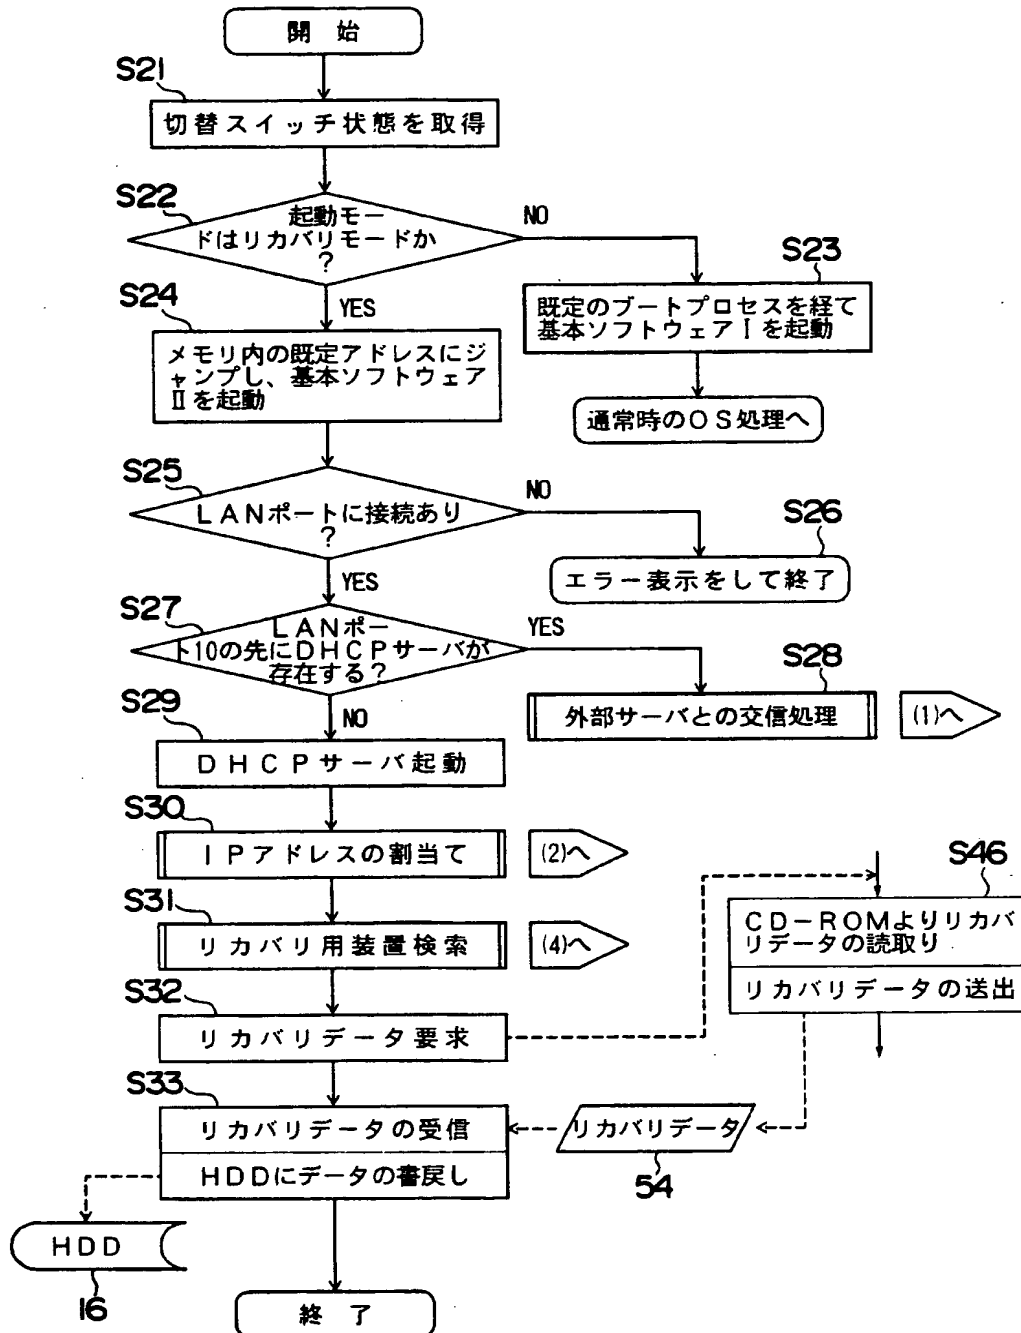 開 始
S21
切替スイッチ状態を取得
S22
起動モー
ドはリカバリモードか
?
NO
YES
S23
既定のブートプロセスを経て
基本ソフトウェアⅠを起動
通常時のOS処理へ
S24
メモリ内の既定アドレスにジ
ャンプし、基本ソフトウェア
Ⅱを起動
S25
LANポートに接続あり
?
NO
YES
S26
エラー表示をして終了
S27
LANポー
ト10の先にDHCPサーバが
存在する?
YES
NO
S28
外部サーバとの交信処理
(1)へ
S29
DHCPサーバ起動
S30
IPアドレスの割当て
(2)へ
S31
リカバリ用装置検索
(4)へ
S32
リカバリデータ要求
S46
CD-ROMよりリカバ
リデータの読取り
リカバリデータの送出
S33
リカバリデータの受信
HDDにデータの書戻し
リカバリデータ
54
HDD
16
終 了